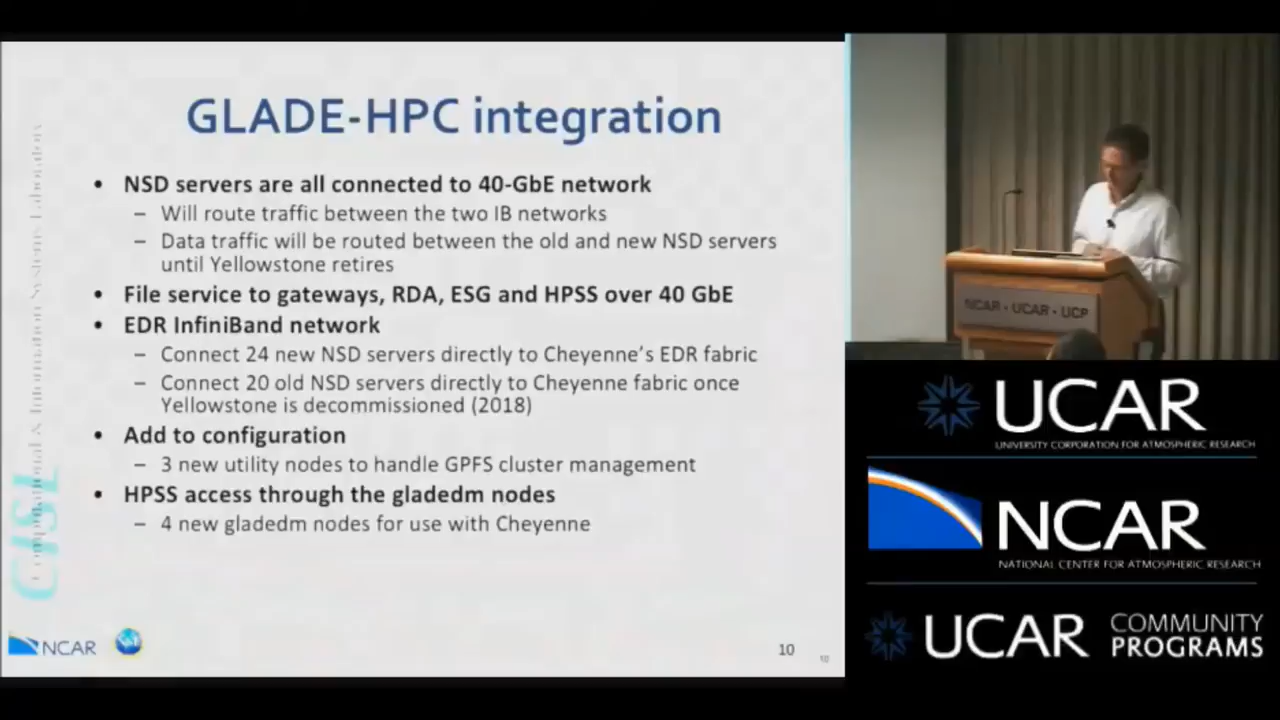 GLADE-HPC integration
• NSD servers are all connected to 40-GbE network
– Will route traffic between the two IB networks
– Data traffic will be routed between the old and new NSD servers
until Yellowstone retires
• File service to gateways, RDA, ESG and HPSS over 40 GbE
• EDR InfiniBand network
– Connect 24 new NSD servers directly to Cheyenne's EDR fabric
– Connect 20 old NSD servers directly to Cheyenne fabric once
Yellowstone is decommissioned (2018)
• Add to configuration
– 3 new utility nodes to handle GPFS cluster management
• HPSS access through the gladedm nodes
– 4 new gladedm nodes for use with Cheyenne
CISL
Computational & Information Systems Laboratory
NCAR
10
10
NCAR • UCAR • UCP
UCAR
UNIVERSITY CORPORATION FOR ATMOSPHERIC RESEARCH
NCAR
NATIONAL CENTER FOR ATMOSPHERIC RESEARCH
UCAR COMMUNITY
PROGRAMS